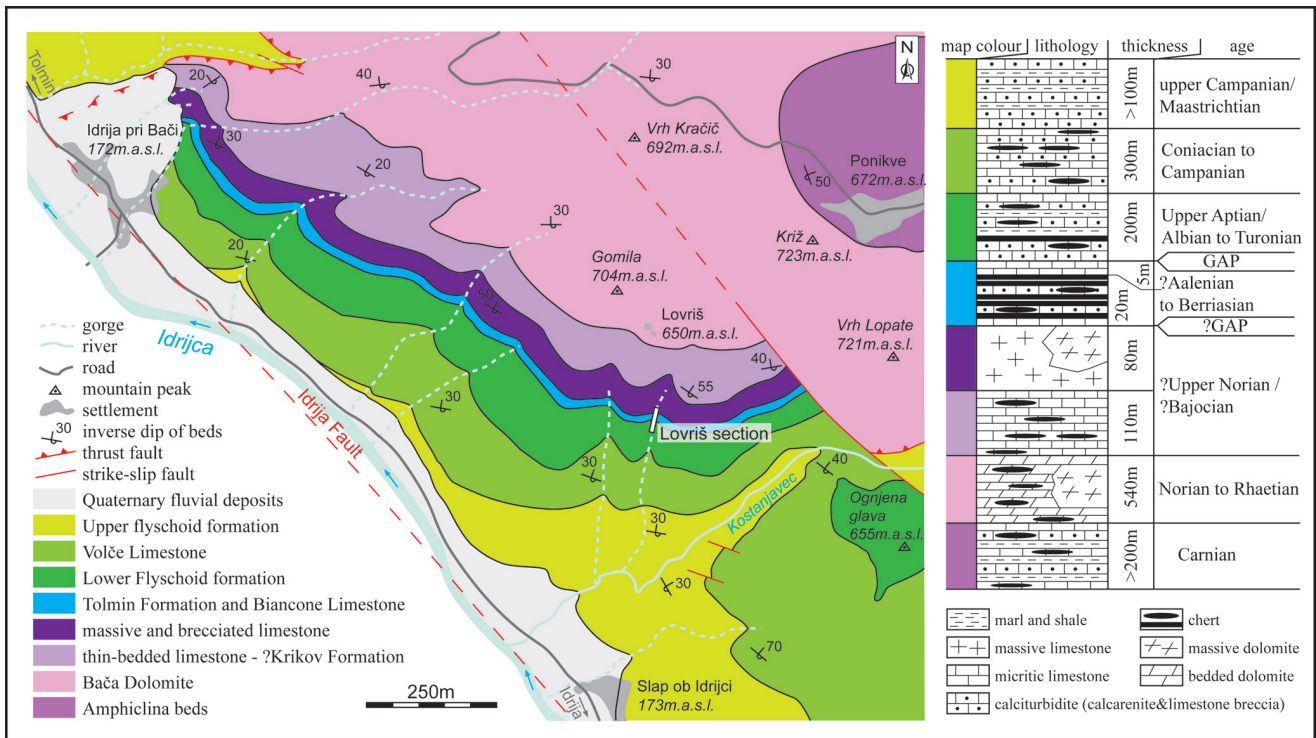 Tolmin
N
20
40
30
Idrija pri Bači
172m.a.s.l.
30
Vrh Kračič
692m.a.s.l.
20
Ponikve
672m.a.s.l.
50
30
Križ
723m.a.s.l.
20
Gomila
704m.a.s.l.
50
Lovriš
650m.a.s.l.
Vrh Lopate
721m.a.s.l.
40
55
Idrijca
Idrija Fault
30
Lovriš section
30
40
Kostanjavec
Ognjena
glava
655m.a.s.l.
30
30
70
Slap ob Idrijci
173m.a.s.l.
Idrija
250m
gorge
river
road
mountain peak
settlement
30
inverse dip of beds
thrust fault
strike-slip fault
Quaternary fluvial deposits
Upper flyschoid formation
Volče Limestone
Lower Flyschoid formation
Tolmin Formation and Biancone Limestone
massive and brecciated limestone
thin-bedded limestone - ?Krikov Formation
Bača Dolomite
Amphiclina beds
map colour lithology thickness age
>100m
upper Campanian/
Maastrichtian
300m
Coniacian to
Campanian
200m
Upper Aptian/
Albian to Turonian
GAP
5m
20m
?Aalenian
to Berriasian
?GAP
80m
?Upper Norian /
?Bajocian
110m
540m
Norian to Rhaetian
>200m
Carnian
marl and shale
chert
massive limestone
massive dolomite
micritic limestone
bedded dolomite
calciturbidite (calcarenite&limestone breccia)